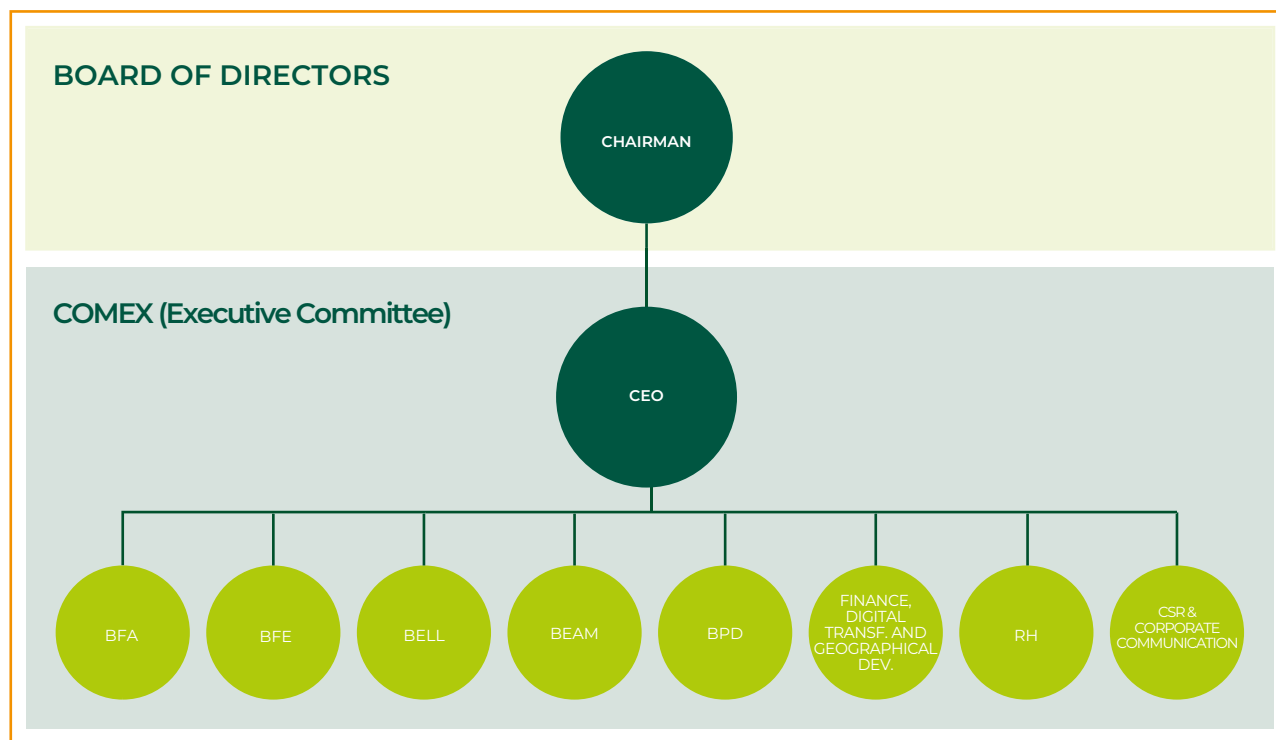 BOARD OF DIRECTORS
CHAIRMAN
COMEX (Executive Committee)
CEO
BFA
BFE
BELL
BEAM
BPD
FINANCE,
DIGITAL
TRANSF. AND
GEOGRAPHICAL
DEV.
RH
CSR &
CORPORATE
COMMUNICATION